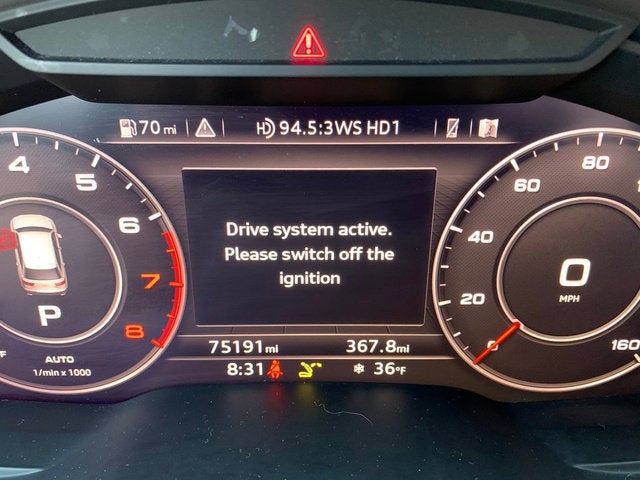 70 mi
94.5:3WS HD1
4
5
6
7
8
P
°F
AUTO
1/min x 1000
Drive system active.
Please switch off the
ignition
75191mi
367.8mi
8:31
36°F
0
20
40
60
80
160
0
MPH